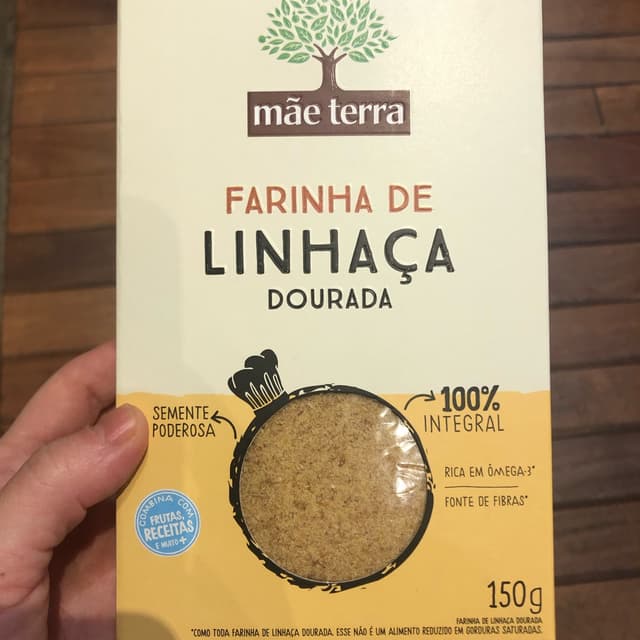 mãe terra
FARINHA DE
LINHAÇA
DOURADA
SEMENTE
PODEROSA
100%
INTEGRAL
RICA EM ÔMEGA-3*
FONTE DE FIBRAS*
COMBINA COM
FRUTAS,
RECEITAS
E MUITO +
150g
FARINHA DE LINHAÇA DOURADA
*COMO TODA FARINHA DE LINHAÇA DOURADA. ESSE NÃO É UM ALIMENTO REDUZIDO EM GORDURAS SATURADAS.